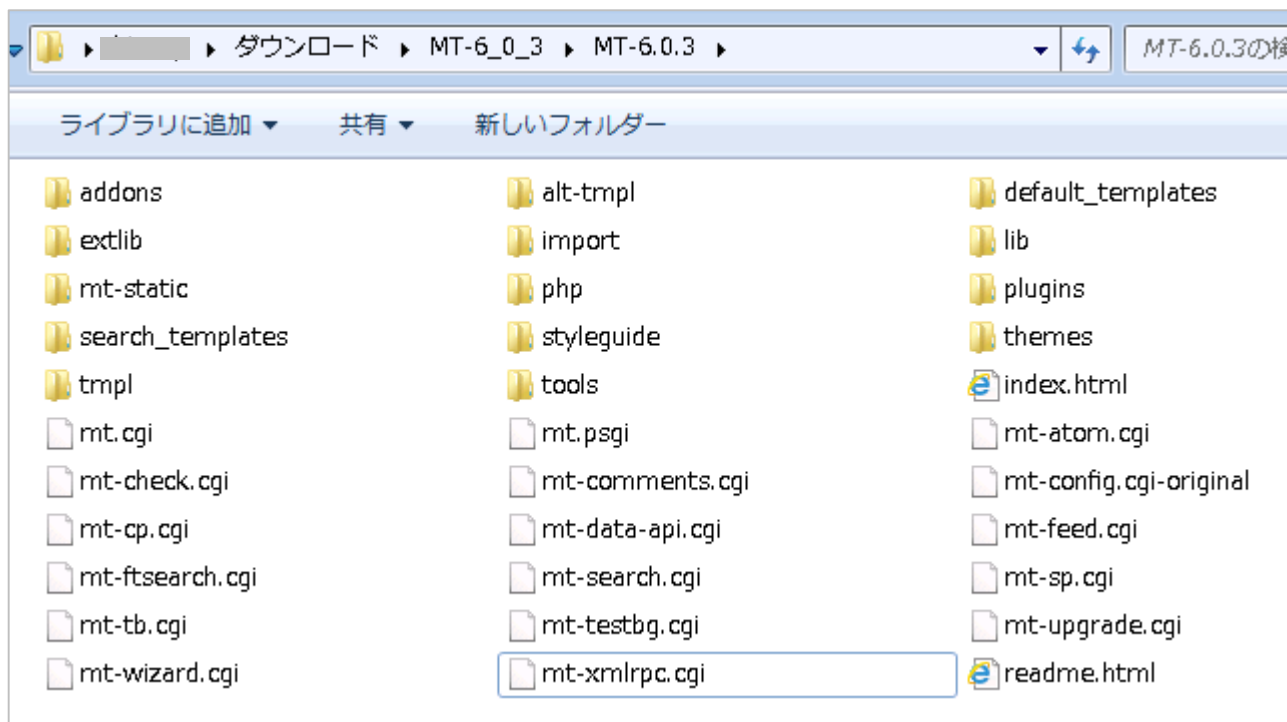 ダウンロード MT-6_0_3 MT-6.0.3 MT-6.0.3の検
ライブラリに追加 共有 新しいフォルダー
addons alt-tmpl default_templates
extlib import lib
mt-static php plugins
search_templates styleguide themes
tmpl tools index.html
mt.cgi mt.psgi mt-atom.cgi
mt-check.cgi mt-comments.cgi mt-config.cgi-original
mt-cp.cgi mt-data-api.cgi mt-feed.cgi
mt-ftsearch.cgi mt-search.cgi mt-sp.cgi
mt-tb.cgi mt-testbg.cgi mt-upgrade.cgi
mt-wizard.cgi mt-xmlrpc.cgi readme.html